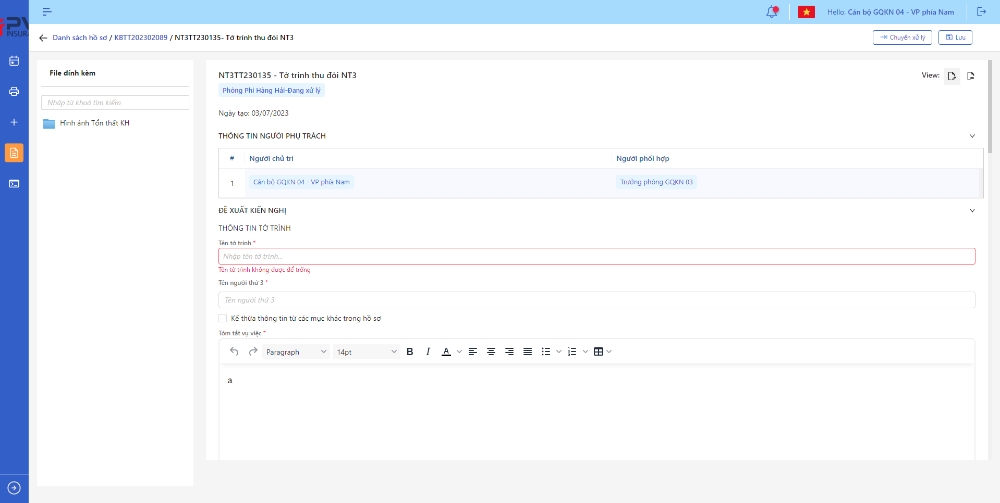 PV
INSURA
Hello, Cán bộ GQKN 04 - VP phía Nam
Danh sách hồ sơ / KBTT202302089 / NT3TT230135- Tờ trình thu đòi NT3
Chuyển xử lý
Lưu
File đính kèm
Nhập từ khoá tìm kiếm
Hình ảnh Tổn thất KH
NT3TT230135 - Tờ trình thu đòi NT3
View:
Phòng Phi Hàng Hải-Đang xử lý
Ngày tạo: 03/07/2023
THÔNG TIN NGƯỜI PHỤ TRÁCH
# Người chủ trì Người phối hợp
1 Cán bộ GQKN 04 - VP phía Nam Trưởng phòng GQKN 03
ĐỀ XUẤT KIẾN NGHỊ
THÔNG TIN TỜ TRÌNH
Tên tờ trình *
Nhập tên tờ trình...
Tên tờ trình không được để trống
Tên người thứ 3 *
Tên người thứ 3
Kế thừa thông tin từ các mục khác trong hồ sơ
Tóm tắt vụ việc *
Paragraph 14pt B I A
a